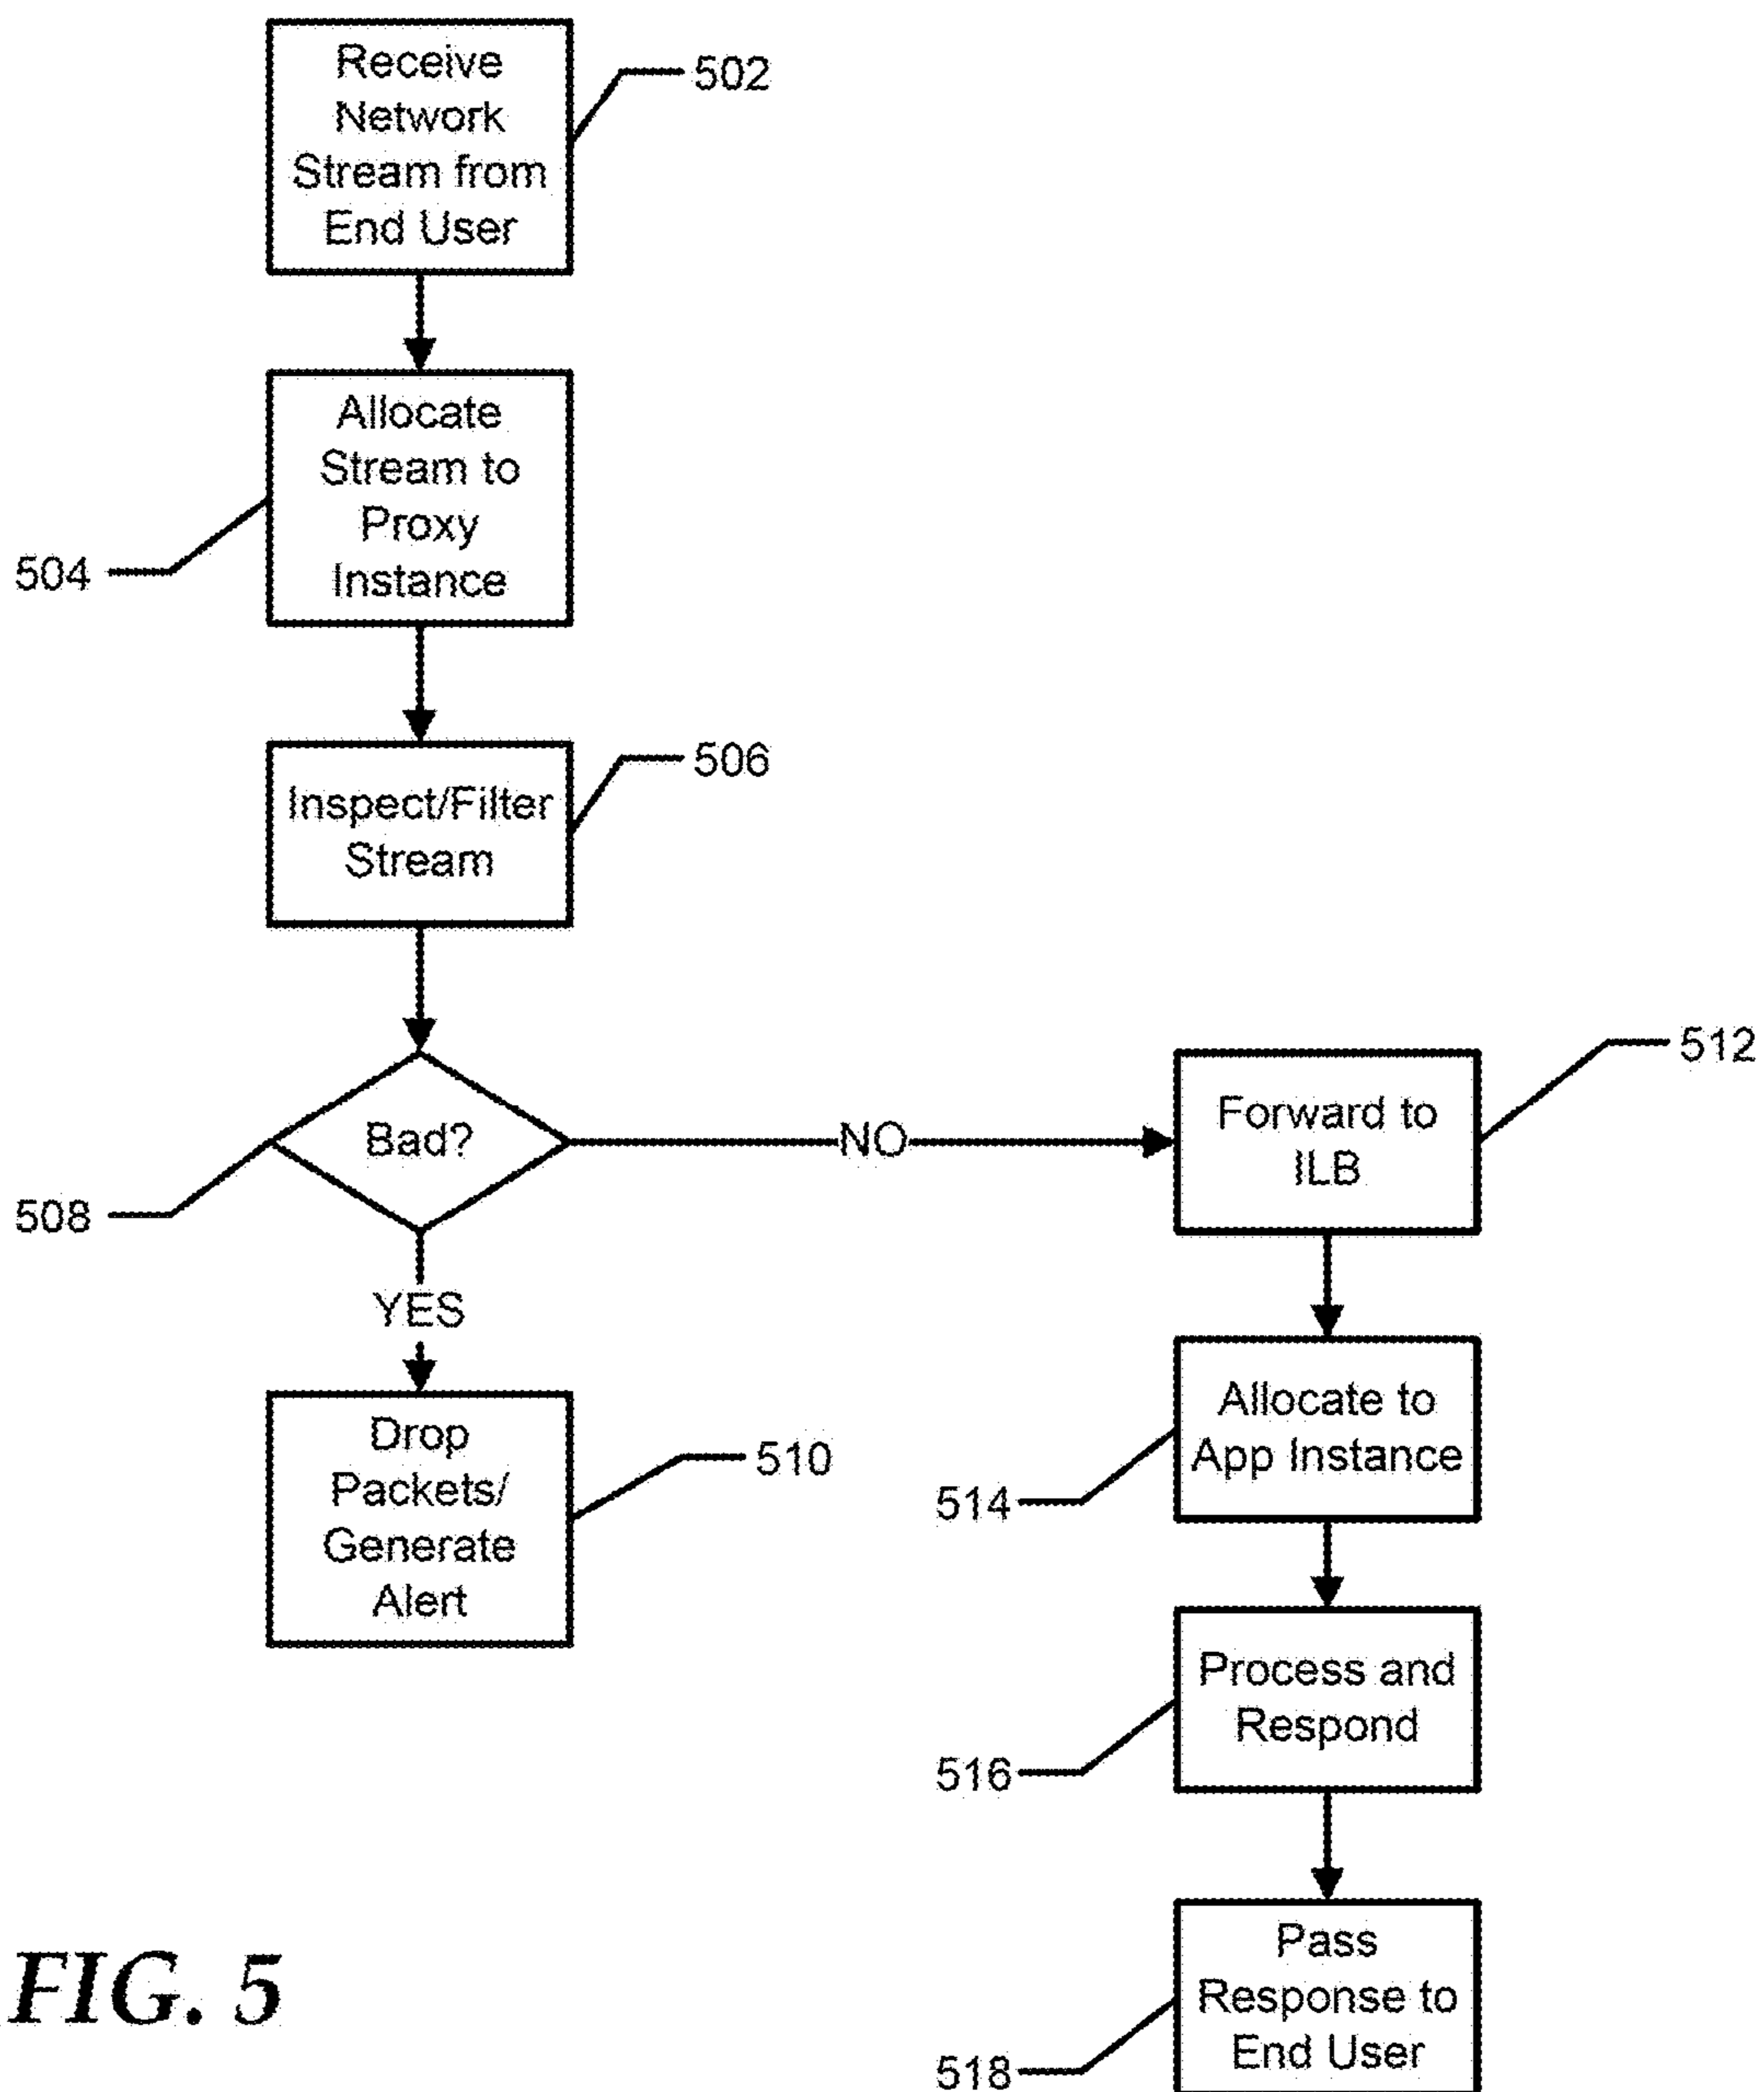 Receive
Network
Stream from
End User
502
Allocate
Stream to
Proxy
Instance
504
Inspect/Filter
Stream
506
Bad?
508
NO
YES
Drop
Packets/
Generate
Alert
510
Forward to
ILB
512
Allocate to
App Instance
514
Process and
Respond
516
Pass
Response to
End User
518
FIG. 5